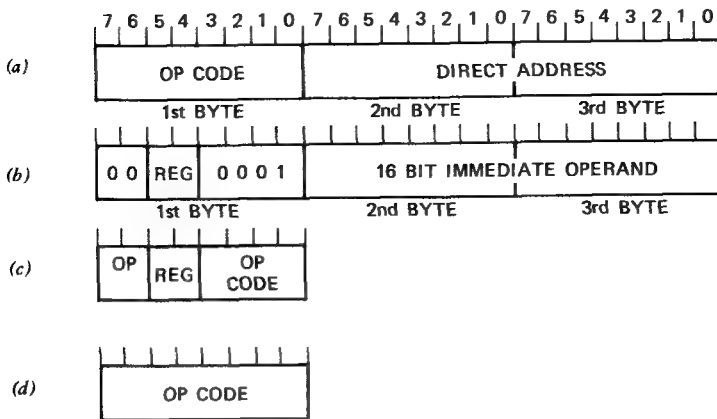 7 6 5 4 3 2 1 0 7 6 5 4 3 2 1 0 7 6 5 4 3 2 1 0
(a) OP CODE DIRECT ADDRESS
1st BYTE 2nd BYTE 3rd BYTE
(b) 0 0 REG 0 0 0 1 16 BIT IMMEDIATE OPERAND
1st BYTE 2nd BYTE 3rd BYTE
(c) OP REG OP
CODE
(d) OP CODE